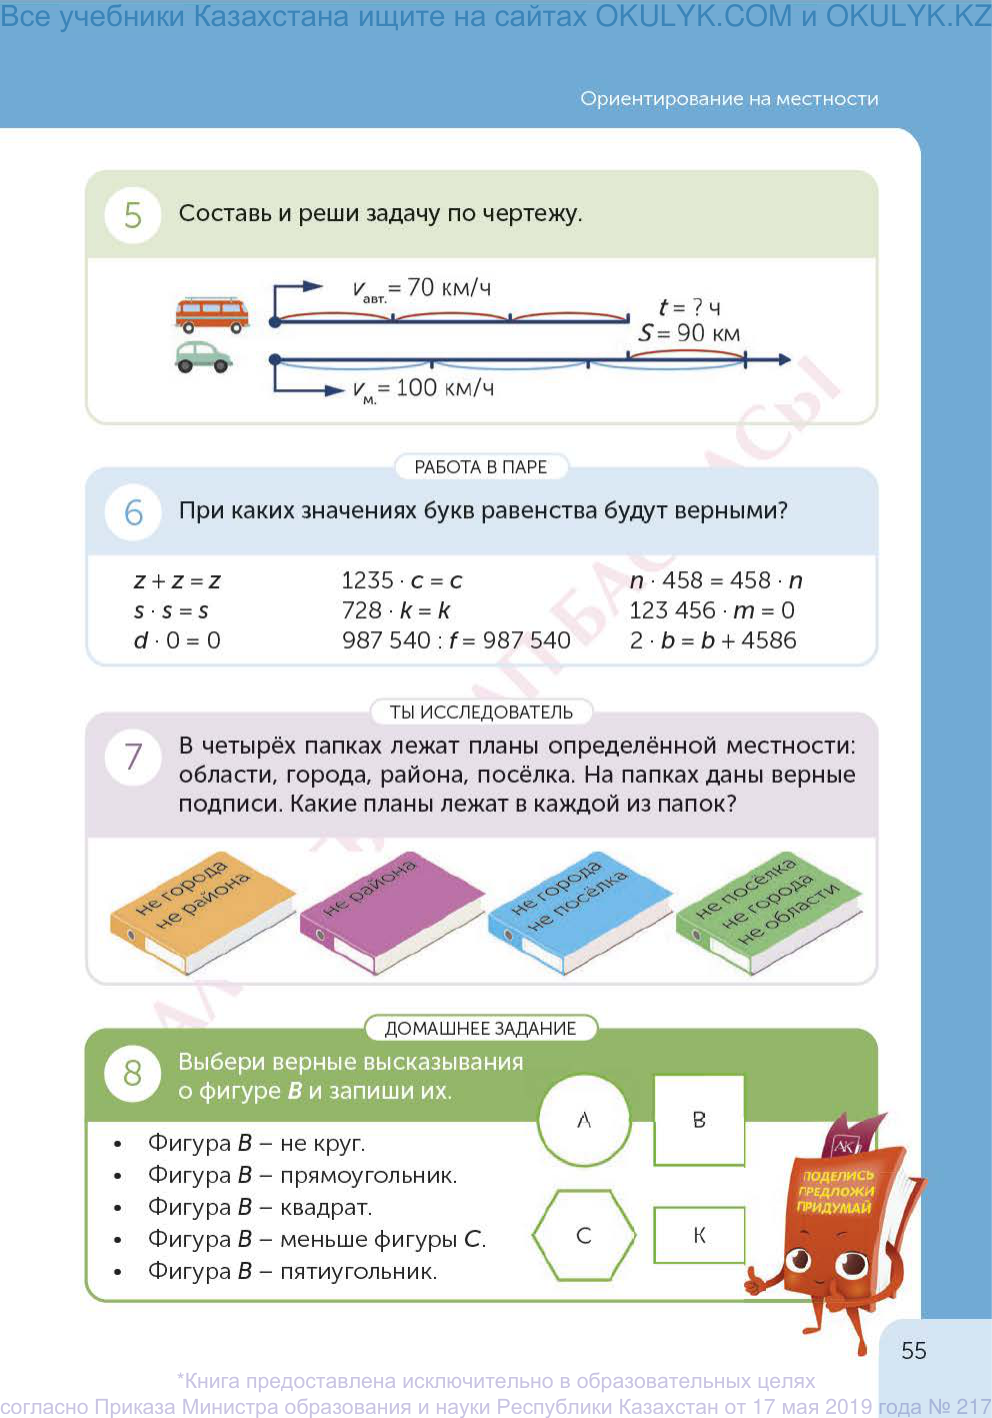 Все учебники Казахстана ищите на сайтах OKULYK.COM и OKULYK.KZ
Ориентирование на местности
5 Составь и реши задачу по чертежу.
vавт. = 70 км/ч
t = ? ч
S = 90 км
vм. = 100 км/ч
РАБОТА В ПАРЕ
6 При каких значениях букв равенства будут верными?
z + z = z 1235 · c = c n · 458 = 458 · n
s · s = s 728 · k = k 123 456 · m = 0
d · 0 = 0 987 540 : f = 987 540 2 · b = b + 4586
ТЫ ИССЛЕДОВАТЕЛЬ
7 В четырёх папках лежат планы определённой местности:
области, города, района, посёлка. На папках даны верные
подписи. Какие планы лежат в каждой из папок?
не города
не района
не района
не города
не посёлка
не посёлка
не города
не области
ДОМАШНЕЕ ЗАДАНИЕ
8 Выбери верные высказывания
о фигуре B и запиши их.
A B
• Фигура B – не круг.
• Фигура B – прямоугольник.
• Фигура B – квадрат.
• Фигура B – меньше фигуры C.
• Фигура B – пятиугольник.
C K
АК
ПОДЕЛИСЬ
ПРЕДЛОЖИ
ПРИДУМАЙ
55
*Книга предоставлена исключительно в образовательных целях
согласно Приказа Министра образования и науки Республики Казахстан от 17 мая 2019 года № 217